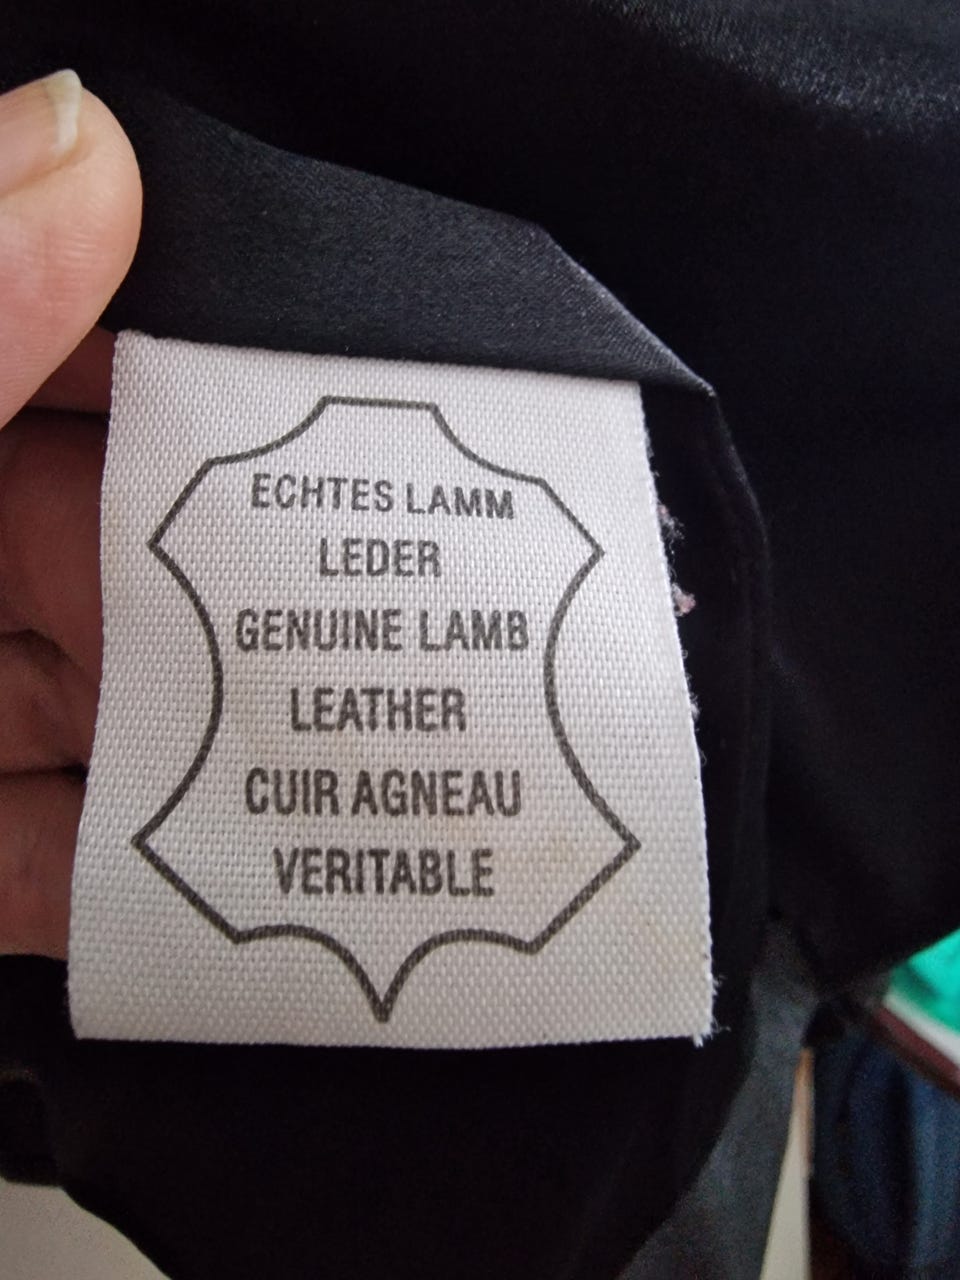 ECHTES LAMM
LEDER
GENUINE LAMB
LEATHER
CUIR AGNEAU
VERITABLE